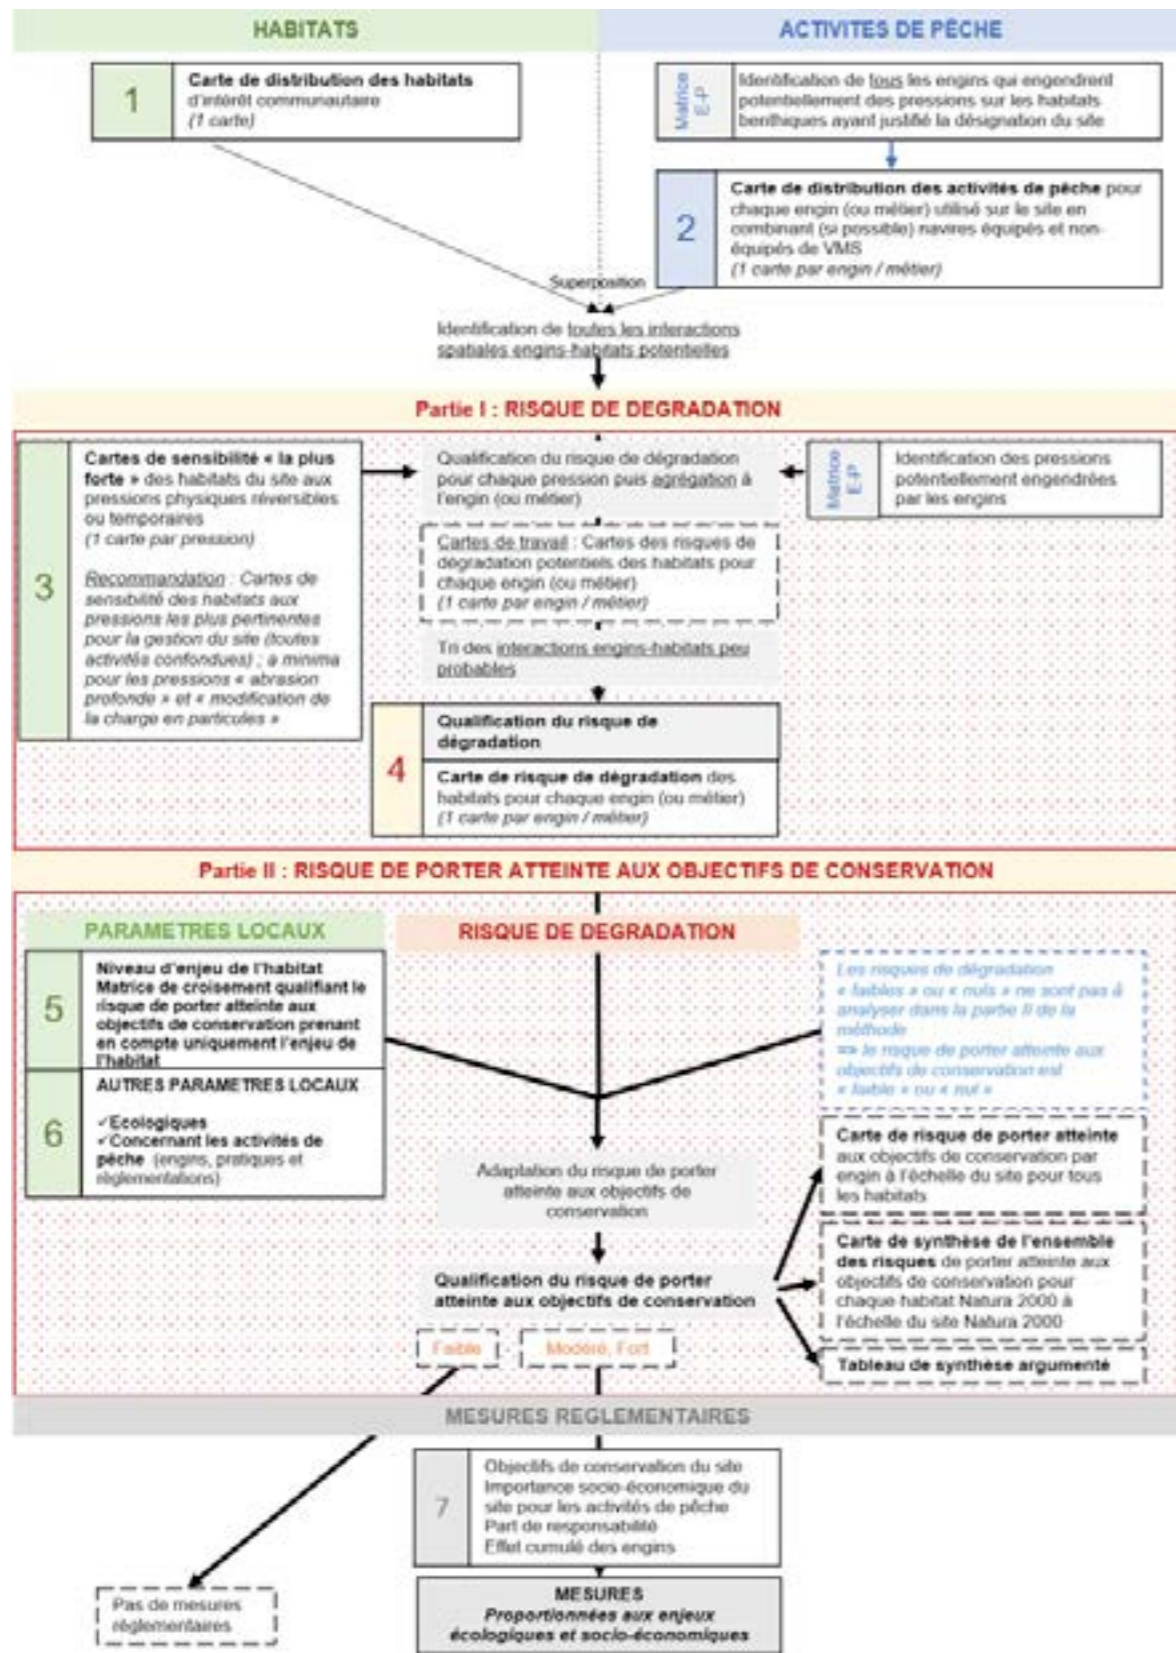 HABITATS
ACTIVITES DE PÊCHE
1
Carte de distribution des habitats
d'intérêt communautaire
(1 carte)
Matrice
E-P
Identification de tous les engins qui engendrent
potentiellement des pressions sur les habitats
benthiques ayant justifié la désignation du site
2
Carte de distribution des activités de pêche pour
chaque engin (ou métier) utilisé sur le site en
combinant (si possible) navires équipés et non-
équipés de VMS
(1 carte par engin / métier)
Superposition
Identification de toutes les interactions
spatiales engins-habitats potentielles
Partie I : RISQUE DE DEGRADATION
3
Cartes de sensibilité « la plus
forte » des habitats du site aux
pressions physiques réversibles
ou temporaires
(1 carte par pression)
Recommandation : Cartes de
sensibilité des habitats aux
pressions les plus pertinentes
pour la gestion du site (toutes
activités confondues) ; a minima
pour les pressions « abrasion
profonde » et « modification de
la charge en particules »
Qualification du risque de dégradation
pour chaque pression puis agrégation à
l'engin (ou métier)
Matrice
E-P
Identification des pressions
potentiellement engendrées
par les engins
Cartes de travail : Cartes des risques de
dégradation potentiels des habitats pour
chaque engin (ou métier)
(1 carte par engin / métier)
Tri des interactions engins-habitats peu
probables
4
Qualification du risque de
dégradation
Carte de risque de dégradation des
habitats pour chaque engin (ou métier)
(1 carte par engin / métier)
Partie II : RISQUE DE PORTER ATTEINTE AUX OBJECTIFS DE CONSERVATION
PARAMETRES LOCAUX
RISQUE DE DEGRADATION
5
Niveau d'enjeu de l'habitat
Matrice de croisement qualifiant le
risque de porter atteinte aux
objectifs de conservation prenant
en compte uniquement l'enjeu de
l'habitat
6
AUTRES PARAMETRES LOCAUX
✓Ecologiques
✓Concernant les activités de
pêche (engins, pratiques et
règlementations)
Les risques de dégradation
« faibles » ou « nuls » ne sont pas à
analyser dans la partie II de la
méthode
=> le risque de porter atteinte aux
objectifs de conservation est
« faible » ou « nul »
Adaptation du risque de porter
atteinte aux objectifs de
conservation
Qualification du risque de porter
atteinte aux objectifs de conservation
Faible
Modéré, Fort
Carte de risque de porter atteinte
aux objectifs de conservation par
engin à l'échelle du site pour tous
les habitats
Carte de synthèse de l'ensemble
des risques de porter atteinte aux
objectifs de conservation pour
chaque habitat Natura 2000 à
l'échelle du site Natura 2000
Tableau de synthèse argumenté
MESURES REGLEMENTAIRES
7
Objectifs de conservation du site
Importance socio-économique du
site pour les activités de pêche
Part de responsabilité
Effet cumulé des engins
Pas de mesures
règlementaires
MESURES
Proportionnées aux enjeux
écologiques et socio-économiques